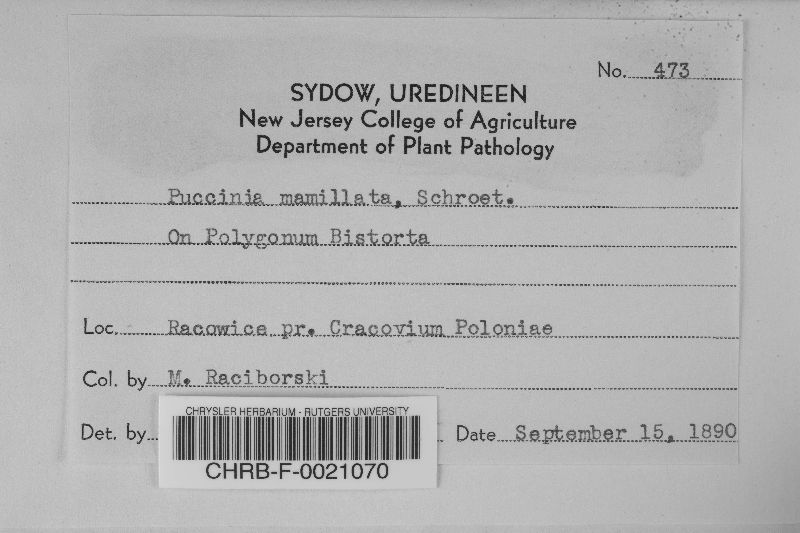 No. 473
SYDOW, UREDINEEN
New Jersey College of Agriculture
Department of Plant Pathology
Puccinia mamillata, Schroet.
On Polygonum Bistorta
Loc. Racowice pr. Cracovium Poloniae
Col. by M. Raciborski
Det. by Date September 15, 1890
CHRYSLER HERBARIUM - RUTGERS UNIVERSITY
CHRB-F-0021070